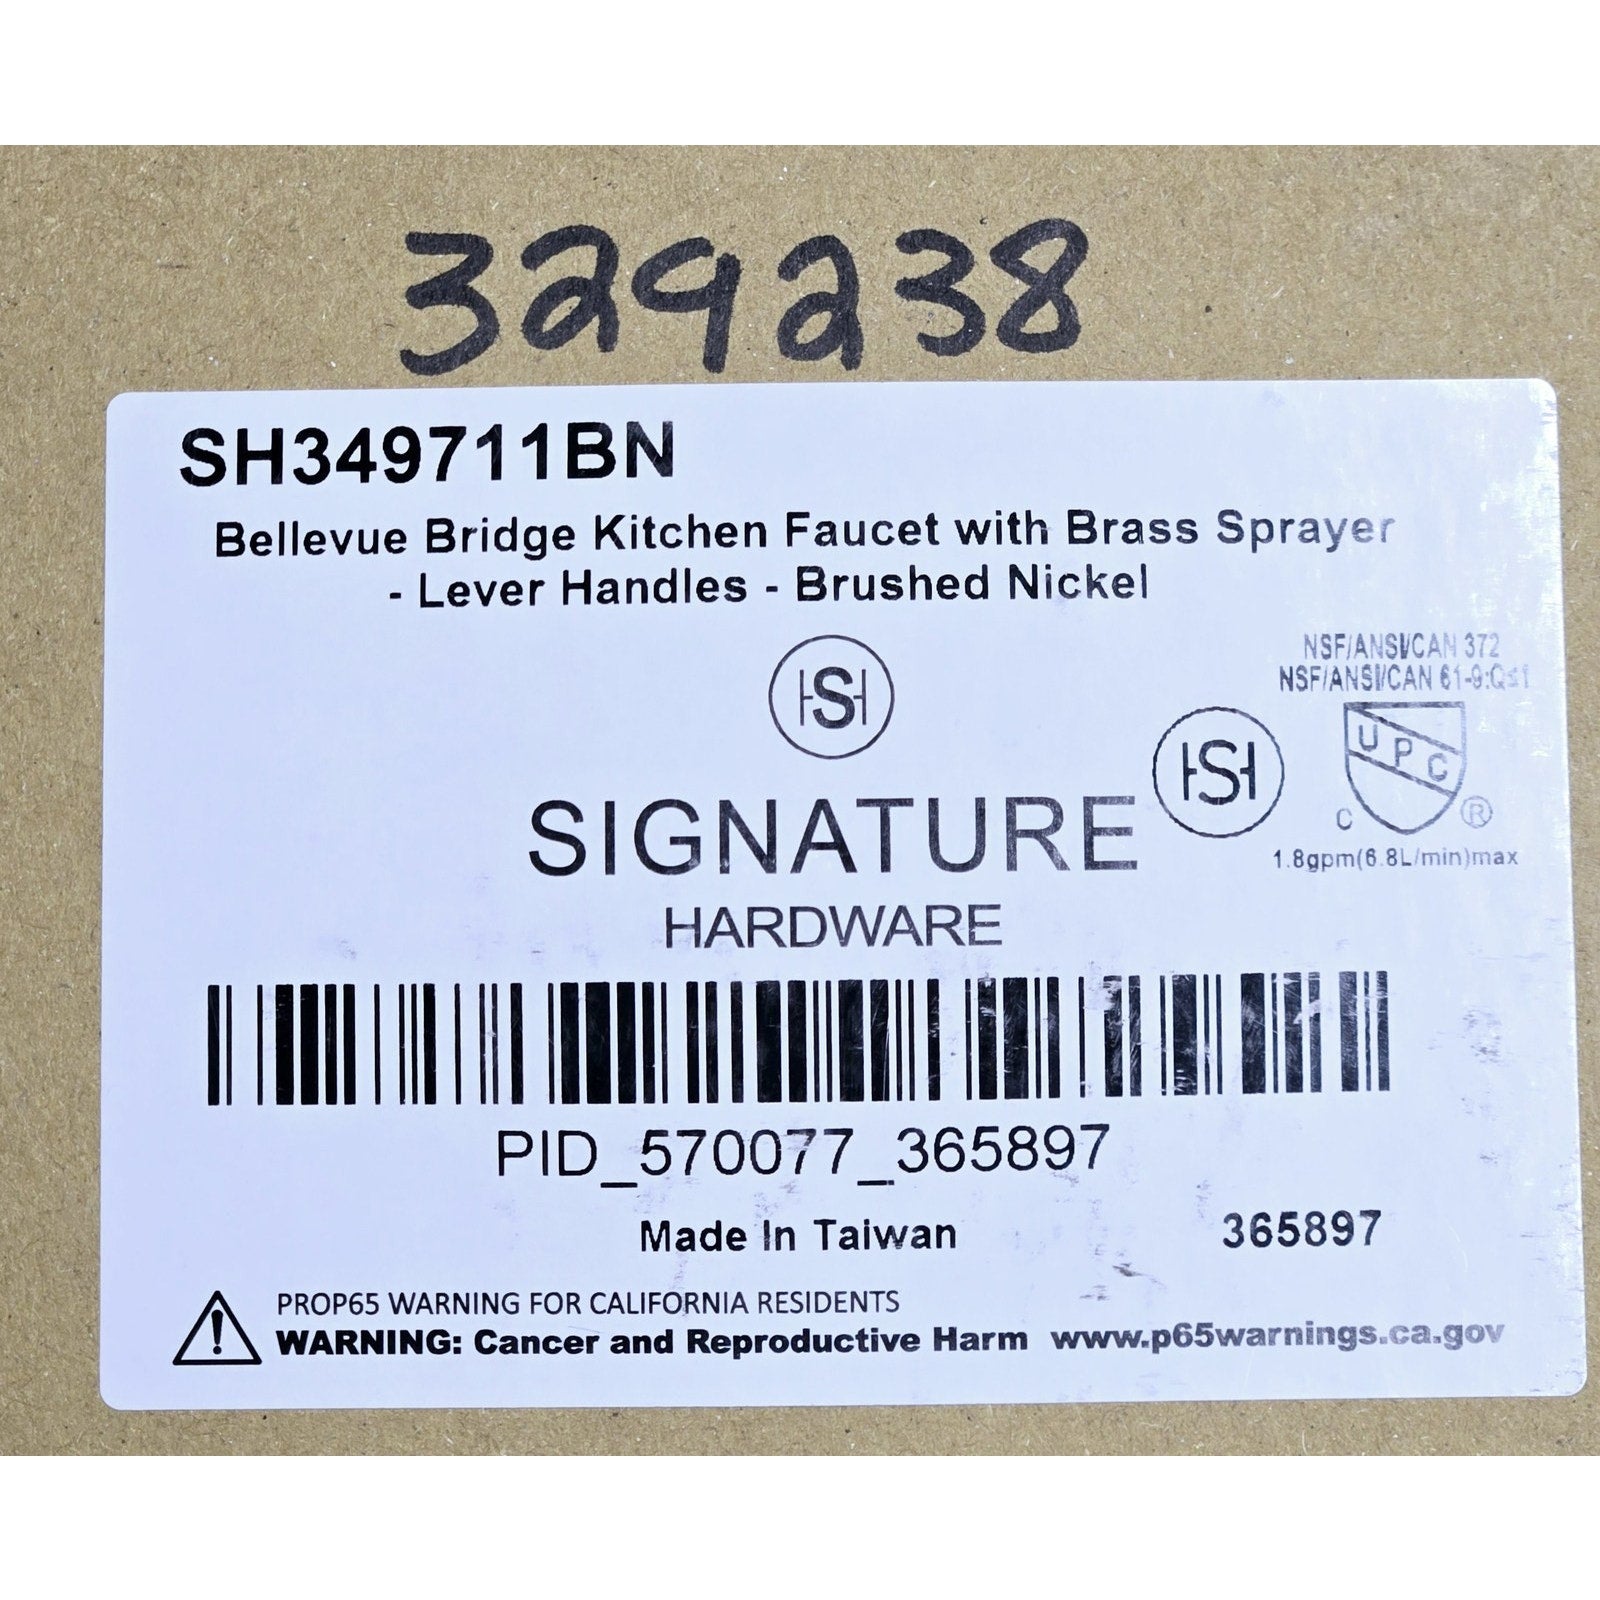 329238
SH349711BN
Bellevue Bridge Kitchen Faucet with Brass Sprayer
- Lever Handles - Brushed Nickel
HSH
NSF/ANSI/CAN 372
NSF/ANSI/CAN 61-9:Q≤1
HSH
UPC
C
®
1.8gpm(6.8L/min)max
SIGNATURE
HARDWARE
PID_570077_365897
Made In Taiwan
365897
PROP65 WARNING FOR CALIFORNIA RESIDENTS
WARNING: Cancer and Reproductive Harm www.p65warnings.ca.gov